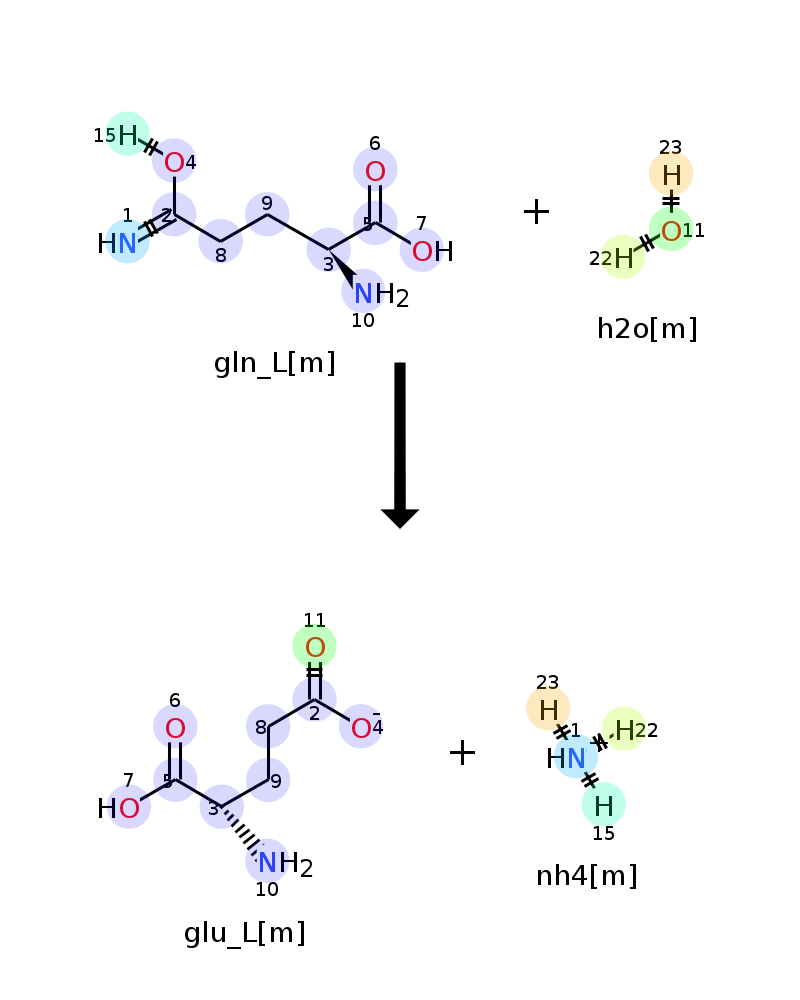 6
15H
O4
O
23
H
1
2
9
5
7
+
O11
HN
8
3
OH
22H
NH2
10
h2o[m]
gln_L[m]
11
O
6
O
2
8
O4-
23
H
1
H22
+
7
5
9
HN
+
HO
3
H
15
NH2
10
nh4[m]
glu_L[m]